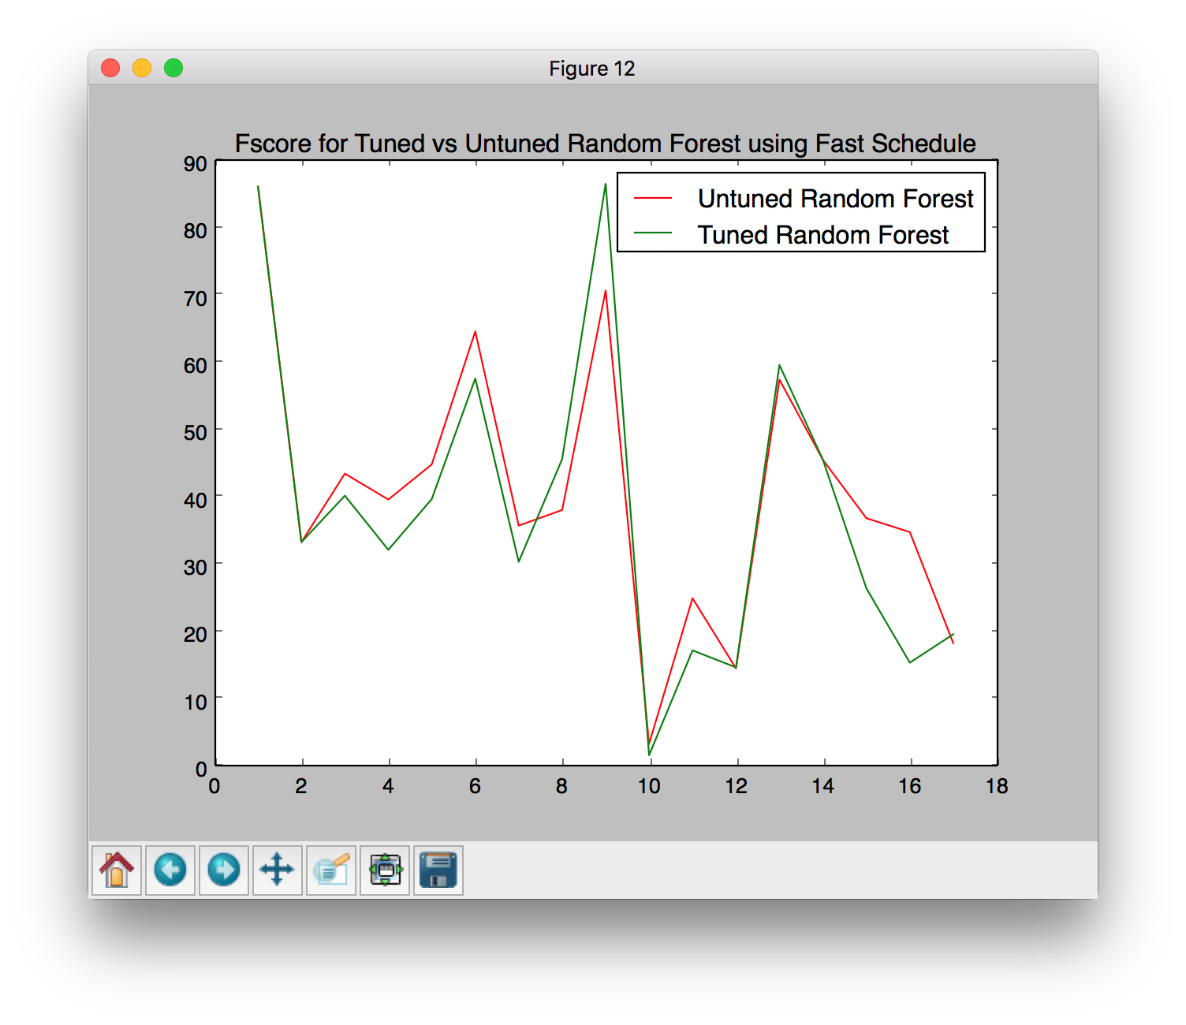 Figure 12
Fscore for Tuned vs Untuned Random Forest using Fast Schedule
90
80
70
60
50
40
30
20
10
0
Untuned Random Forest
Tuned Random Forest
0 2 4 6 8 10 12 14 16 18